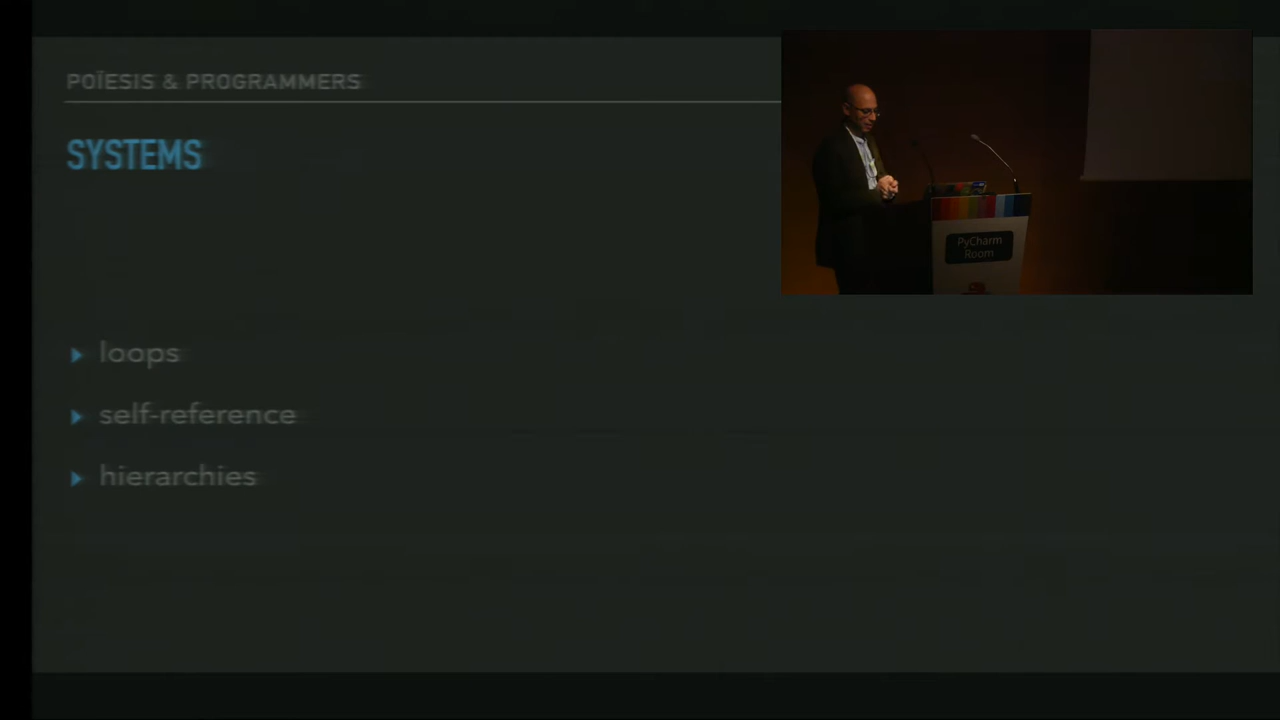 POÏESIS & PROGRAMMERS
SYSTEMS
loops
self-reference
hierarchies
PyCharm
Room